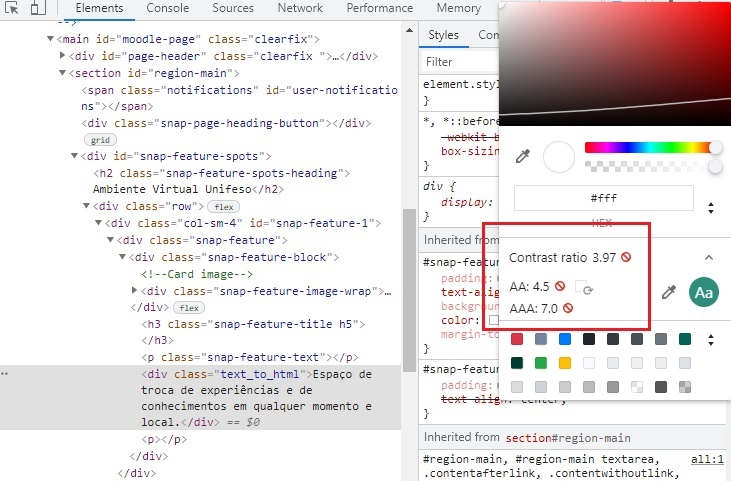 Elements Console Sources Network Performance Memory
-->
▼<main id="moodle-page" class="clearfix">
▶<div id="page-header" class="clearfix ">…</div>
▼<section id="region-main">
<span class="notifications" id="user-notificatio
ns"></span>
<div class="snap-page-heading-button"></div>
grid
▼<div id="snap-feature-spots">
<h2 class="snap-feature-spots-heading">
Ambiente Virtual Unifeso</h2>
▼<div class="row"> flex
▼<div class="col-sm-4" id="snap-feature-1">
▼<div class="snap-feature">
▼<div class="snap-feature-block">
<!--Card image-->
▶<div class="snap-feature-image-wrap">…
</div> flex
<h3 class="snap-feature-title h5">
</h3>
<p class="snap-feature-text"></p>
<div class="text_to_html">Espaço de
troca de experiências e de
conhecimentos em qualquer momento e
local.</div> == $0
<p></p>
</div>
</div>
Styles Com
Filter
element.styl
}
*, *::before
-webkit-b
box-sizin
}
div {
display:
}
Inherited from
#snap-featur
padding:
text-alig
backgroun
color:
margin-to
}
#snap-featur
padding:
text-align: center;
}
Inherited from section#region-main
#region-main, #region-main textarea, all:1
.contentafterlink, .contentwithoutlink,
#fff
HEX
Contrast ratio 3.97
AA: 4.5
AAA: 7.0
Aa